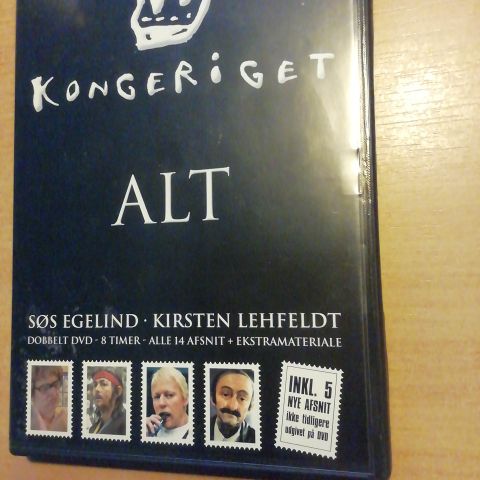 KONGERiGET
ALT
SØS EGELIND · KIRSTEN LEHFELDT
DOBBELT DVD - 8 TIMER - ALLE 14 AFSNIT + EKSTRAMATERIALE
INKL. 5
NYE AFSNIT
ikke tidligere
udgivet på DVD